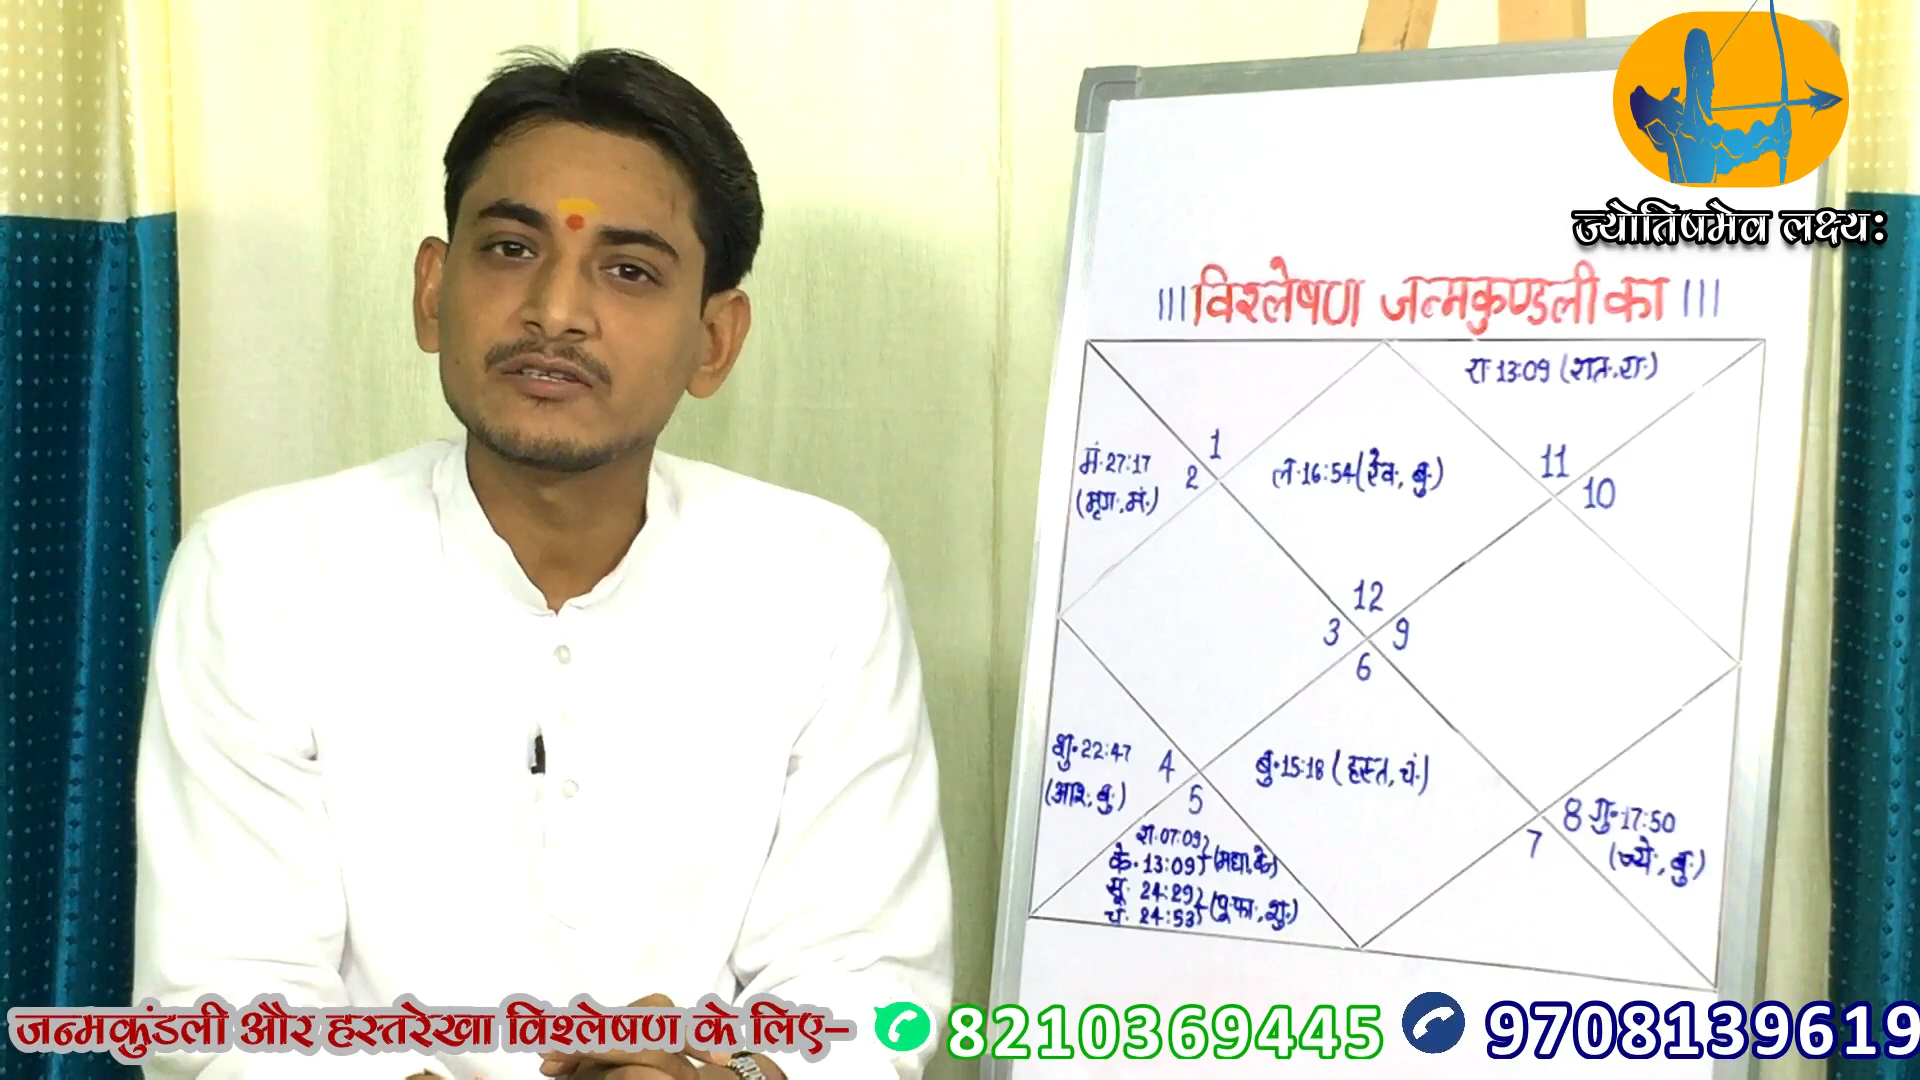 ज्योतिषमेव लक्ष्य:
|||विश्लेषण जन्मकुण्डली का|||
रा॰ 13:09 (शत॰, रा॰)
1
मं॰ 27:17
2
(मृग॰, मं॰)
ल॰ 16:54 (रेव॰, बु॰)
11
10
12
3
9
6
शु॰ 22:47
4
(आश्ले॰, बु॰)
5
बु॰ 15:18 (हस्त, चं॰)
8 गु॰ 17:50
7
(ज्ये॰, बु॰)
श॰ 07:09}
के॰ 13:09} (मघा, के॰)
सू॰ 24:29}
चं॰ 24:53} (पू॰फा॰, शु॰)
जन्मकुंडली और हस्तरेखा विश्लेषण के लिए- 8210369445 9708139619